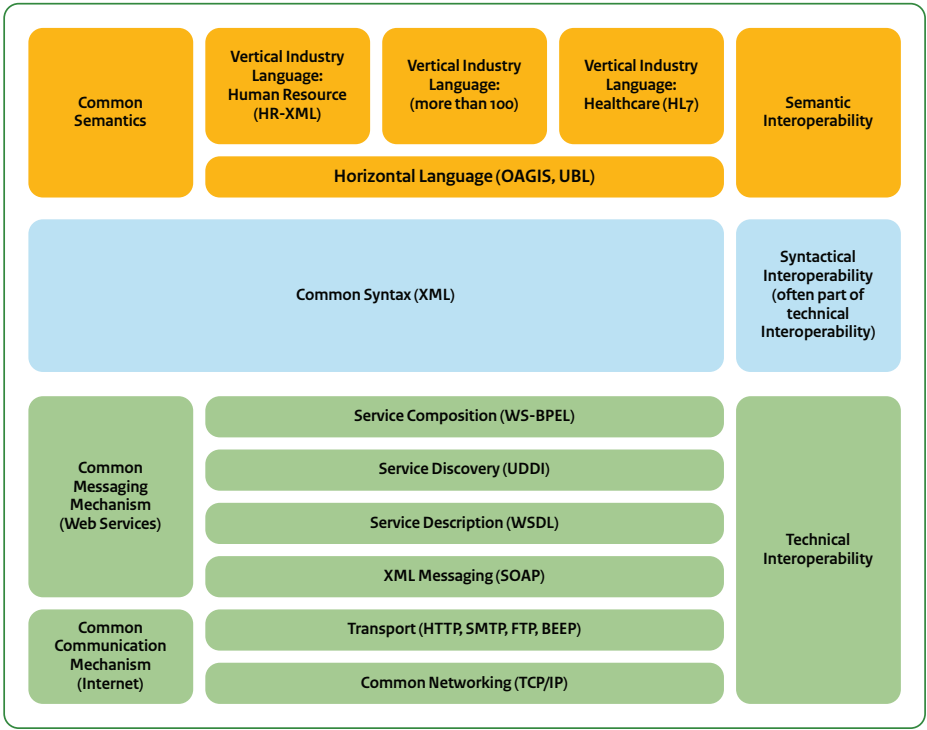 Common
Semantics
Vertical Industry
Language:
Human Resource
(HR-XML)
Vertical Industry
Language:
(more than 100)
Vertical Industry
Language:
Healthcare (HL7)
Semantic
Interoperability
Horizontal Language (OAGIS, UBL)
Common Syntax (XML)
Syntactical
Interoperability
(often part of
technical
Interoperability)
Common
Messaging
Mechanism
(Web Services)
Service Composition (WS-BPEL)
Service Discovery (UDDI)
Service Description (WSDL)
XML Messaging (SOAP)
Technical
Interoperability
Common
Communication
Mechanism
(Internet)
Transport (HTTP, SMTP, FTP, BEEP)
Common Networking (TCP/IP)